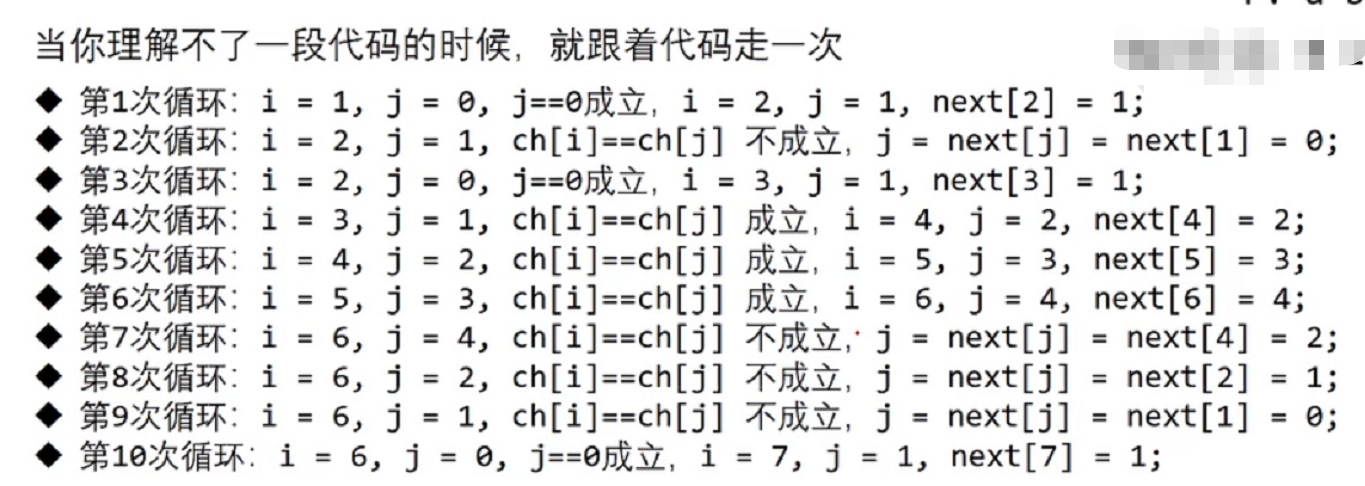 当你理解不了一段代码的时候，就跟着代码走一次
◆ 第1次循环：i = 1, j = 0, j==0成立，i = 2, j = 1, next[2] = 1;
◆ 第2次循环：i = 2, j = 1, ch[i]==ch[j] 不成立，j = next[j] = next[1] = 0;
◆ 第3次循环：i = 2, j = 0, j==0成立，i = 3, j = 1, next[3] = 1;
◆ 第4次循环：i = 3, j = 1, ch[i]==ch[j] 成立，i = 4, j = 2, next[4] = 2;
◆ 第5次循环：i = 4, j = 2, ch[i]==ch[j] 成立，i = 5, j = 3, next[5] = 3;
◆ 第6次循环：i = 5, j = 3, ch[i]==ch[j] 成立，i = 6, j = 4, next[6] = 4;
◆ 第7次循环：i = 6, j = 4, ch[i]==ch[j] 不成立，j = next[j] = next[4] = 2;
◆ 第8次循环：i = 6, j = 2, ch[i]==ch[j] 不成立，j = next[j] = next[2] = 1;
◆ 第9次循环：i = 6, j = 1, ch[i]==ch[j] 不成立，j = next[j] = next[1] = 0;
◆ 第10次循环：i = 6, j = 0, j==0成立，i = 7, j = 1, next[7] = 1;